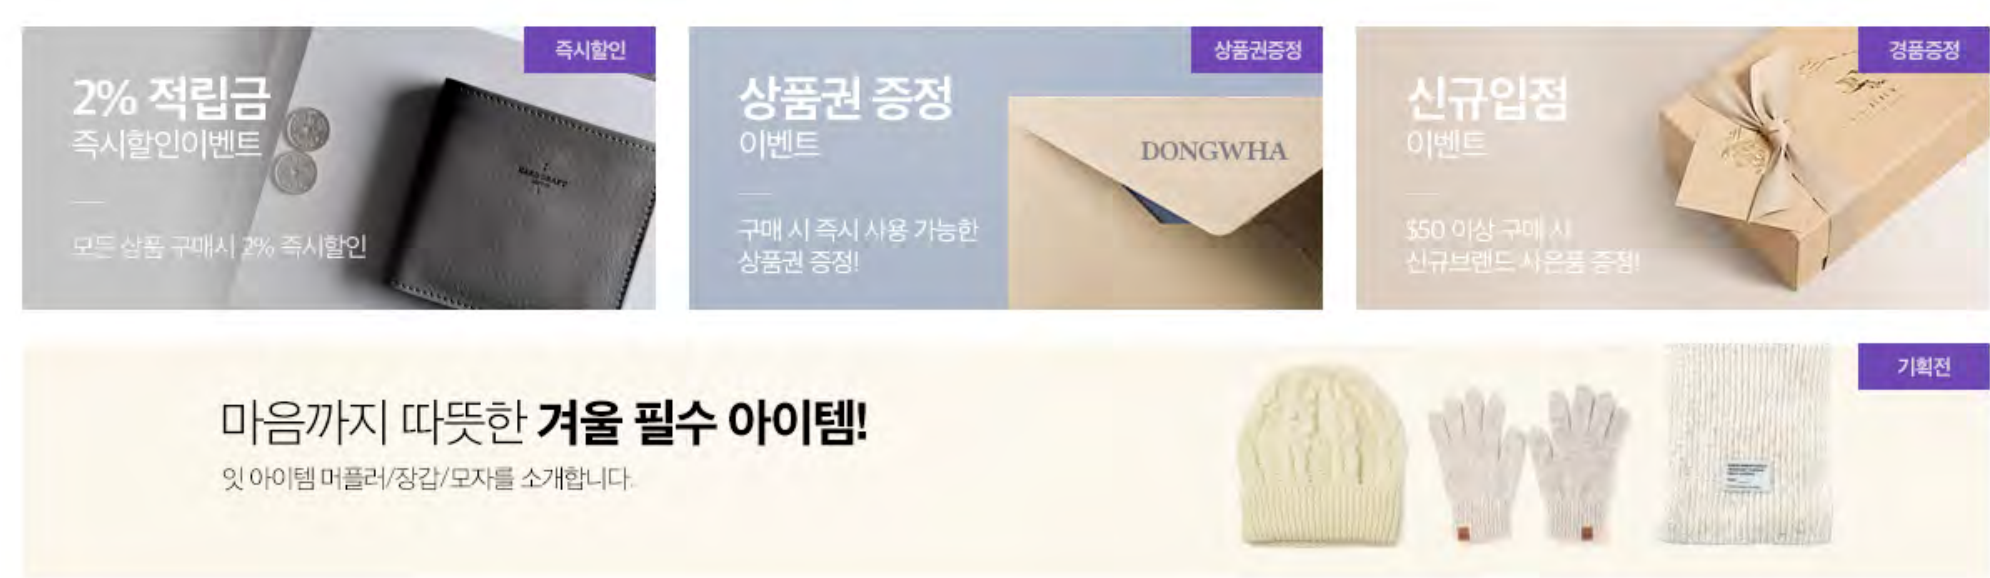 즉시할인
2% 적립금
즉시할인이벤트
모든 상품 구매시 2% 즉시할인
상품권증정
상품권 증정
이벤트
구매 시 즉시 사용 가능한
상품권 증정!
DONGWHA
경품증정
신규입점
이벤트
$50 이상 구매 시
신규브랜드 사은품 증정!
기획전
마음까지 따뜻한 겨울 필수 아이템!
잇 아이템 머플러/장갑/모자를 소개합니다.